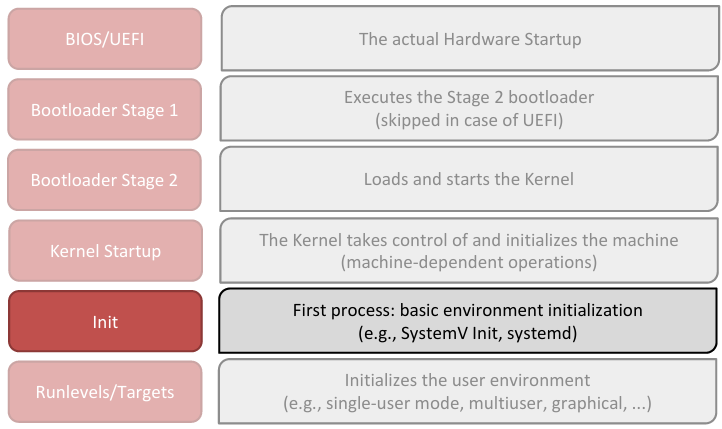 BIOS/UEFI
The actual Hardware Startup
Bootloader Stage 1
Executes the Stage 2 bootloader
(skipped in case of UEFI)
Bootloader Stage 2
Loads and starts the Kernel
Kernel Startup
The Kernel takes control of and initializes the machine
(machine-dependent operations)
Init
First process: basic environment initialization
(e.g., SystemV Init, systemd)
Runlevels/Targets
Initializes the user environment
(e.g., single-user mode, multiuser, graphical, ...)